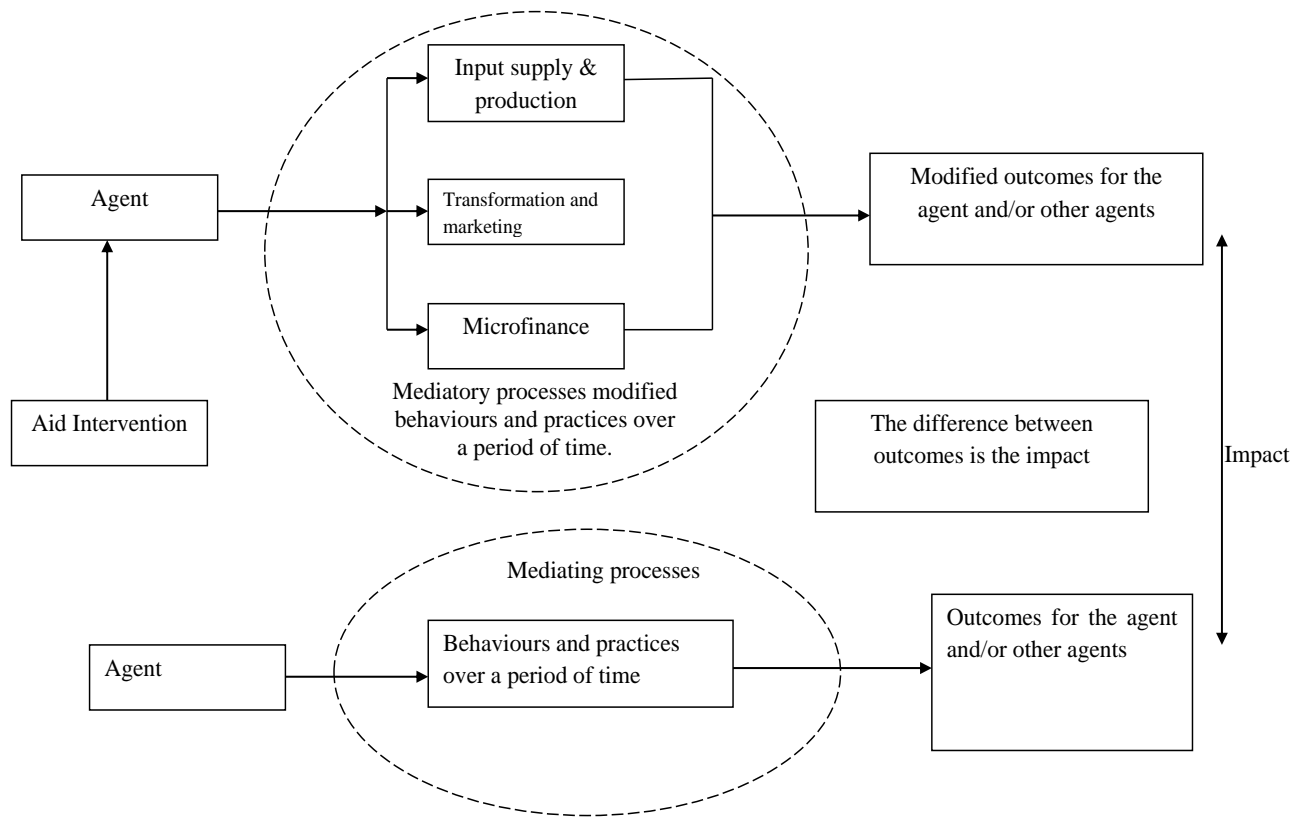 Input supply &
production
Agent
Transformation and
marketing
Modified outcomes for the
agent and/or other agents
Microfinance
Mediatory processes modified
behaviours and practices over
a period of time.
Aid Intervention
The difference between
outcomes is the impact
Impact
Mediating processes
Agent
Behaviours and practices
over a period of time
Outcomes for the agent
and/or other agents